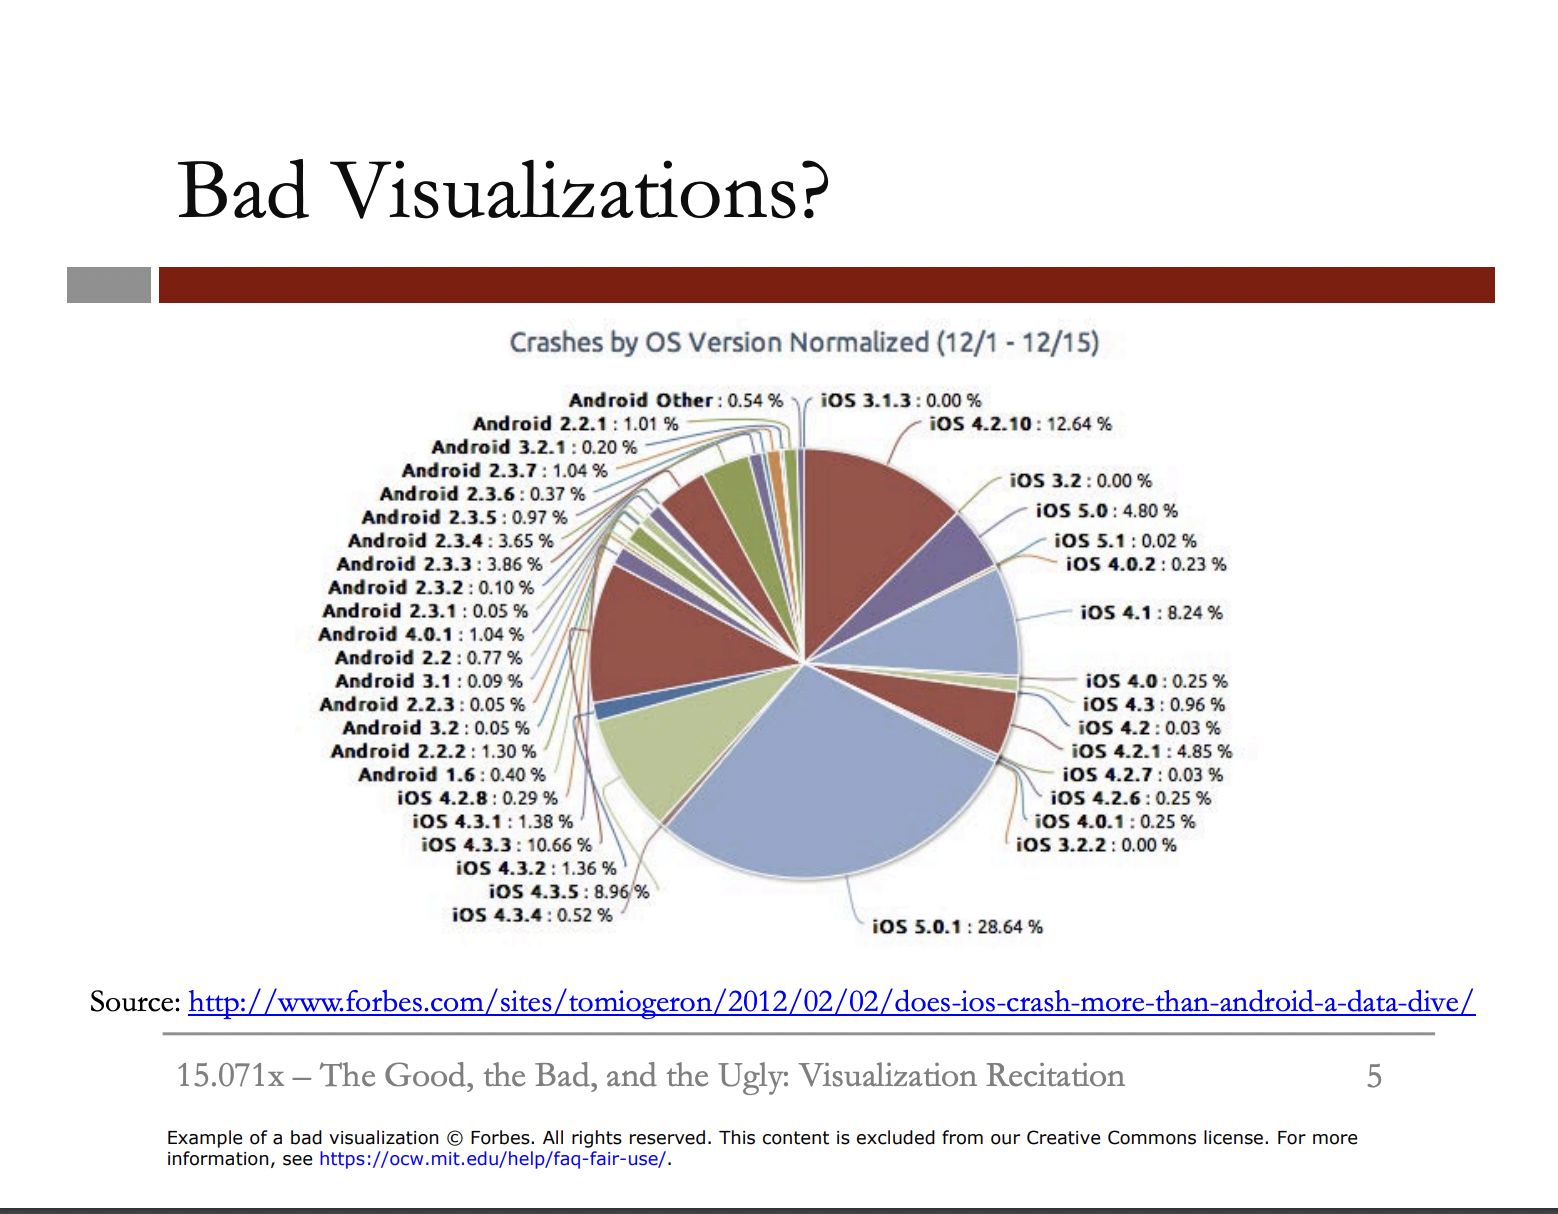 Bad Visualizations?
Crashes by OS Version Normalized (12/1 - 12/15)
Android Other : 0.54 %
Android 2.2.1 : 1.01 %
Android 3.2.1 : 0.20 %
Android 2.3.7 : 1.04 %
Android 2.3.6 : 0.37 %
Android 2.3.5 : 0.97 %
Android 2.3.4 : 3.65 %
Android 2.3.3 : 3.86 %
Android 2.3.2 : 0.10 %
Android 2.3.1 : 0.05 %
Android 4.0.1 : 1.04 %
Android 2.2 : 0.77 %
Android 3.1 : 0.09 %
Android 2.2.3 : 0.05 %
Android 3.2 : 0.05 %
Android 2.2.2 : 1.30 %
Android 1.6 : 0.40 %
iOS 4.2.8 : 0.29 %
iOS 4.3.1 : 1.38 %
iOS 4.3.3 : 10.66 %
iOS 4.3.2 : 1.36 %
iOS 4.3.5 : 8.96 %
iOS 4.3.4 : 0.52 %
iOS 3.1.3 : 0.00 %
iOS 4.2.10 : 12.64 %
iOS 3.2 : 0.00 %
iOS 5.0 : 4.80 %
iOS 5.1 : 0.02 %
iOS 4.0.2 : 0.23 %
iOS 4.1 : 8.24 %
iOS 4.0 : 0.25 %
iOS 4.3 : 0.96 %
iOS 4.2 : 0.03 %
iOS 4.2.1 : 4.85 %
iOS 4.2.7 : 0.03 %
iOS 4.2.6 : 0.25 %
iOS 4.0.1 : 0.25 %
iOS 3.2.2 : 0.00 %
iOS 5.0.1 : 28.64 %
Source: http://www.forbes.com/sites/tomiogeron/2012/02/02/does-ios-crash-more-than-android-a-data-dive/
15.071x – The Good, the Bad, and the Ugly: Visualization Recitation
5
Example of a bad visualization © Forbes. All rights reserved. This content is excluded from our Creative Commons license. For more
information, see https://ocw.mit.edu/help/faq-fair-use/.